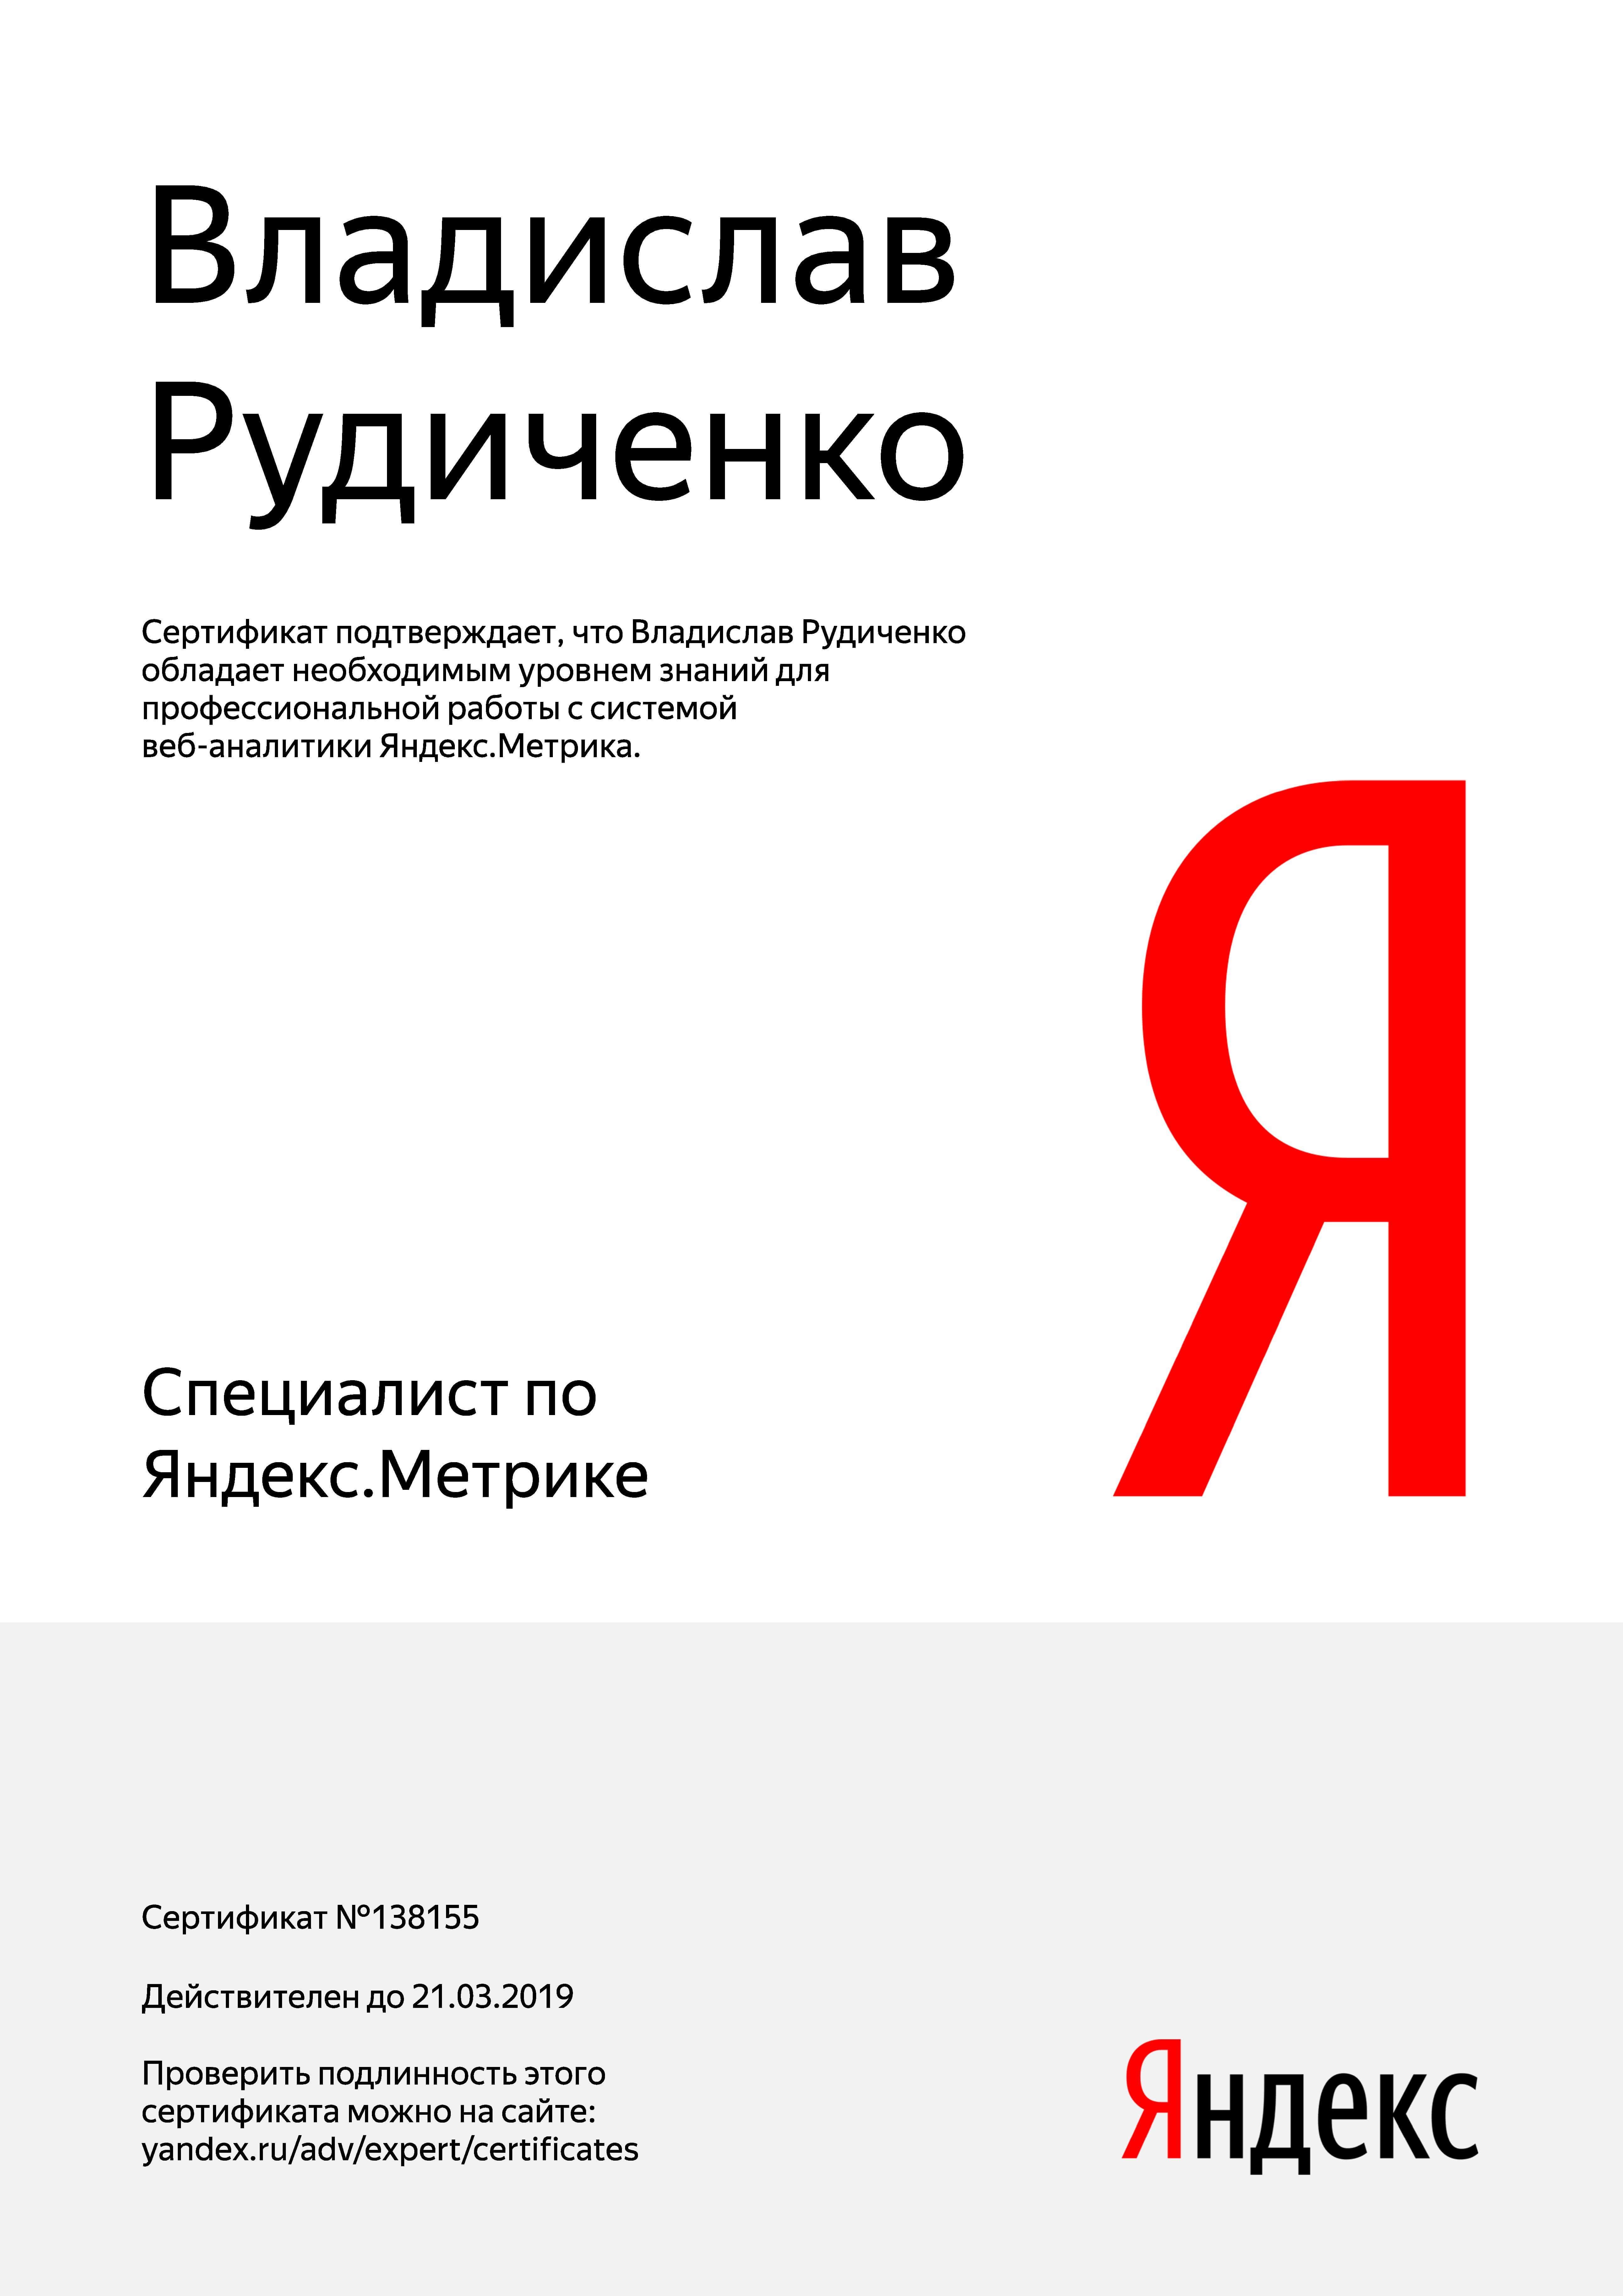 Владислав
Рудиченко
Сертификат подтверждает, что Владислав Рудиченко
обладает необходимым уровнем знаний для
профессиональной работы с системой
веб-аналитики Яндекс.Метрика.
Я
Специалист по
Яндекс.Метрике
Сертификат №138155
Действителен до 21.03.2019
Проверить подлинность этого
сертификата можно на сайте:
yandex.ru/adv/expert/certificates
Яндекс